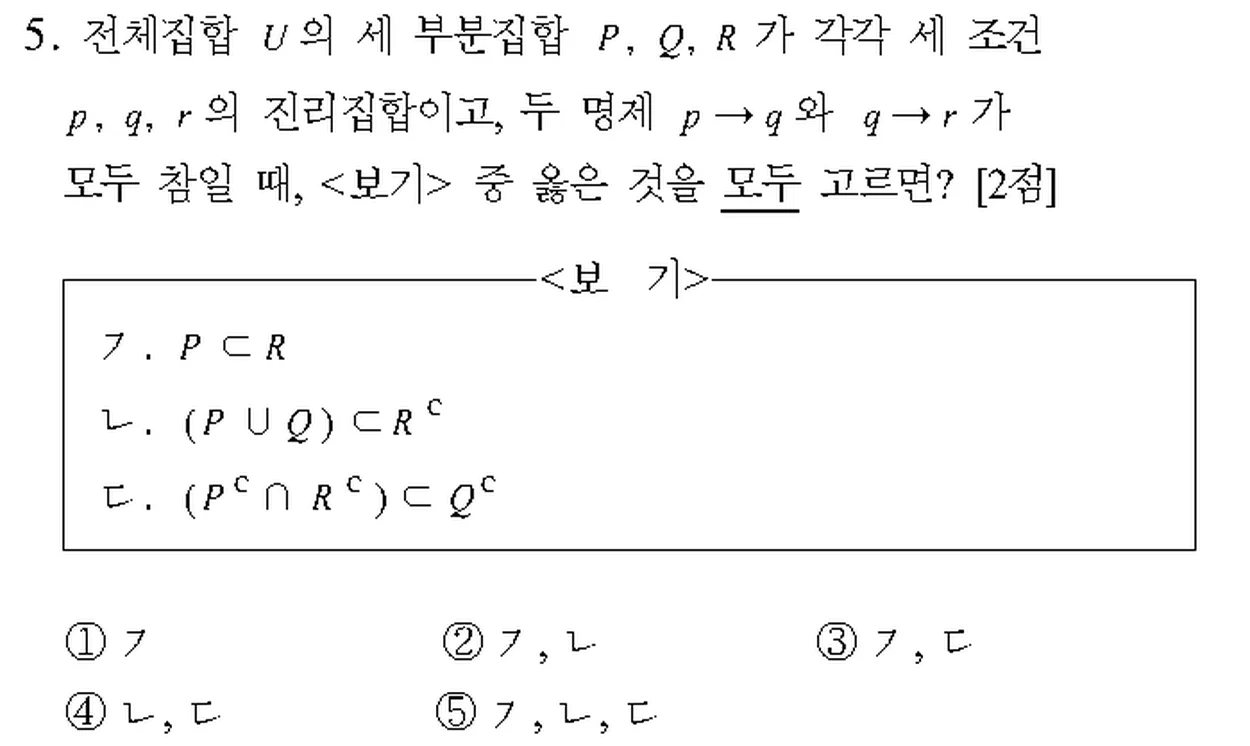 5. 전체집합 U의 세 부분집합 P, Q, R가 각각 세 조건
p, q, r의 진리집합이고, 두 명제 p→q와 q→r가
모두 참일 때, <보기> 중 옳은 것을 모두 고르면? [2점]
<보 기>
ㄱ. P⊂R
ㄴ. (P∪Q)⊂R^C
ㄷ. (P^C∩R^C)⊂Q^C
① ㄱ ② ㄱ, ㄴ ③ ㄱ, ㄷ
④ ㄴ, ㄷ ⑤ ㄱ, ㄴ, ㄷ